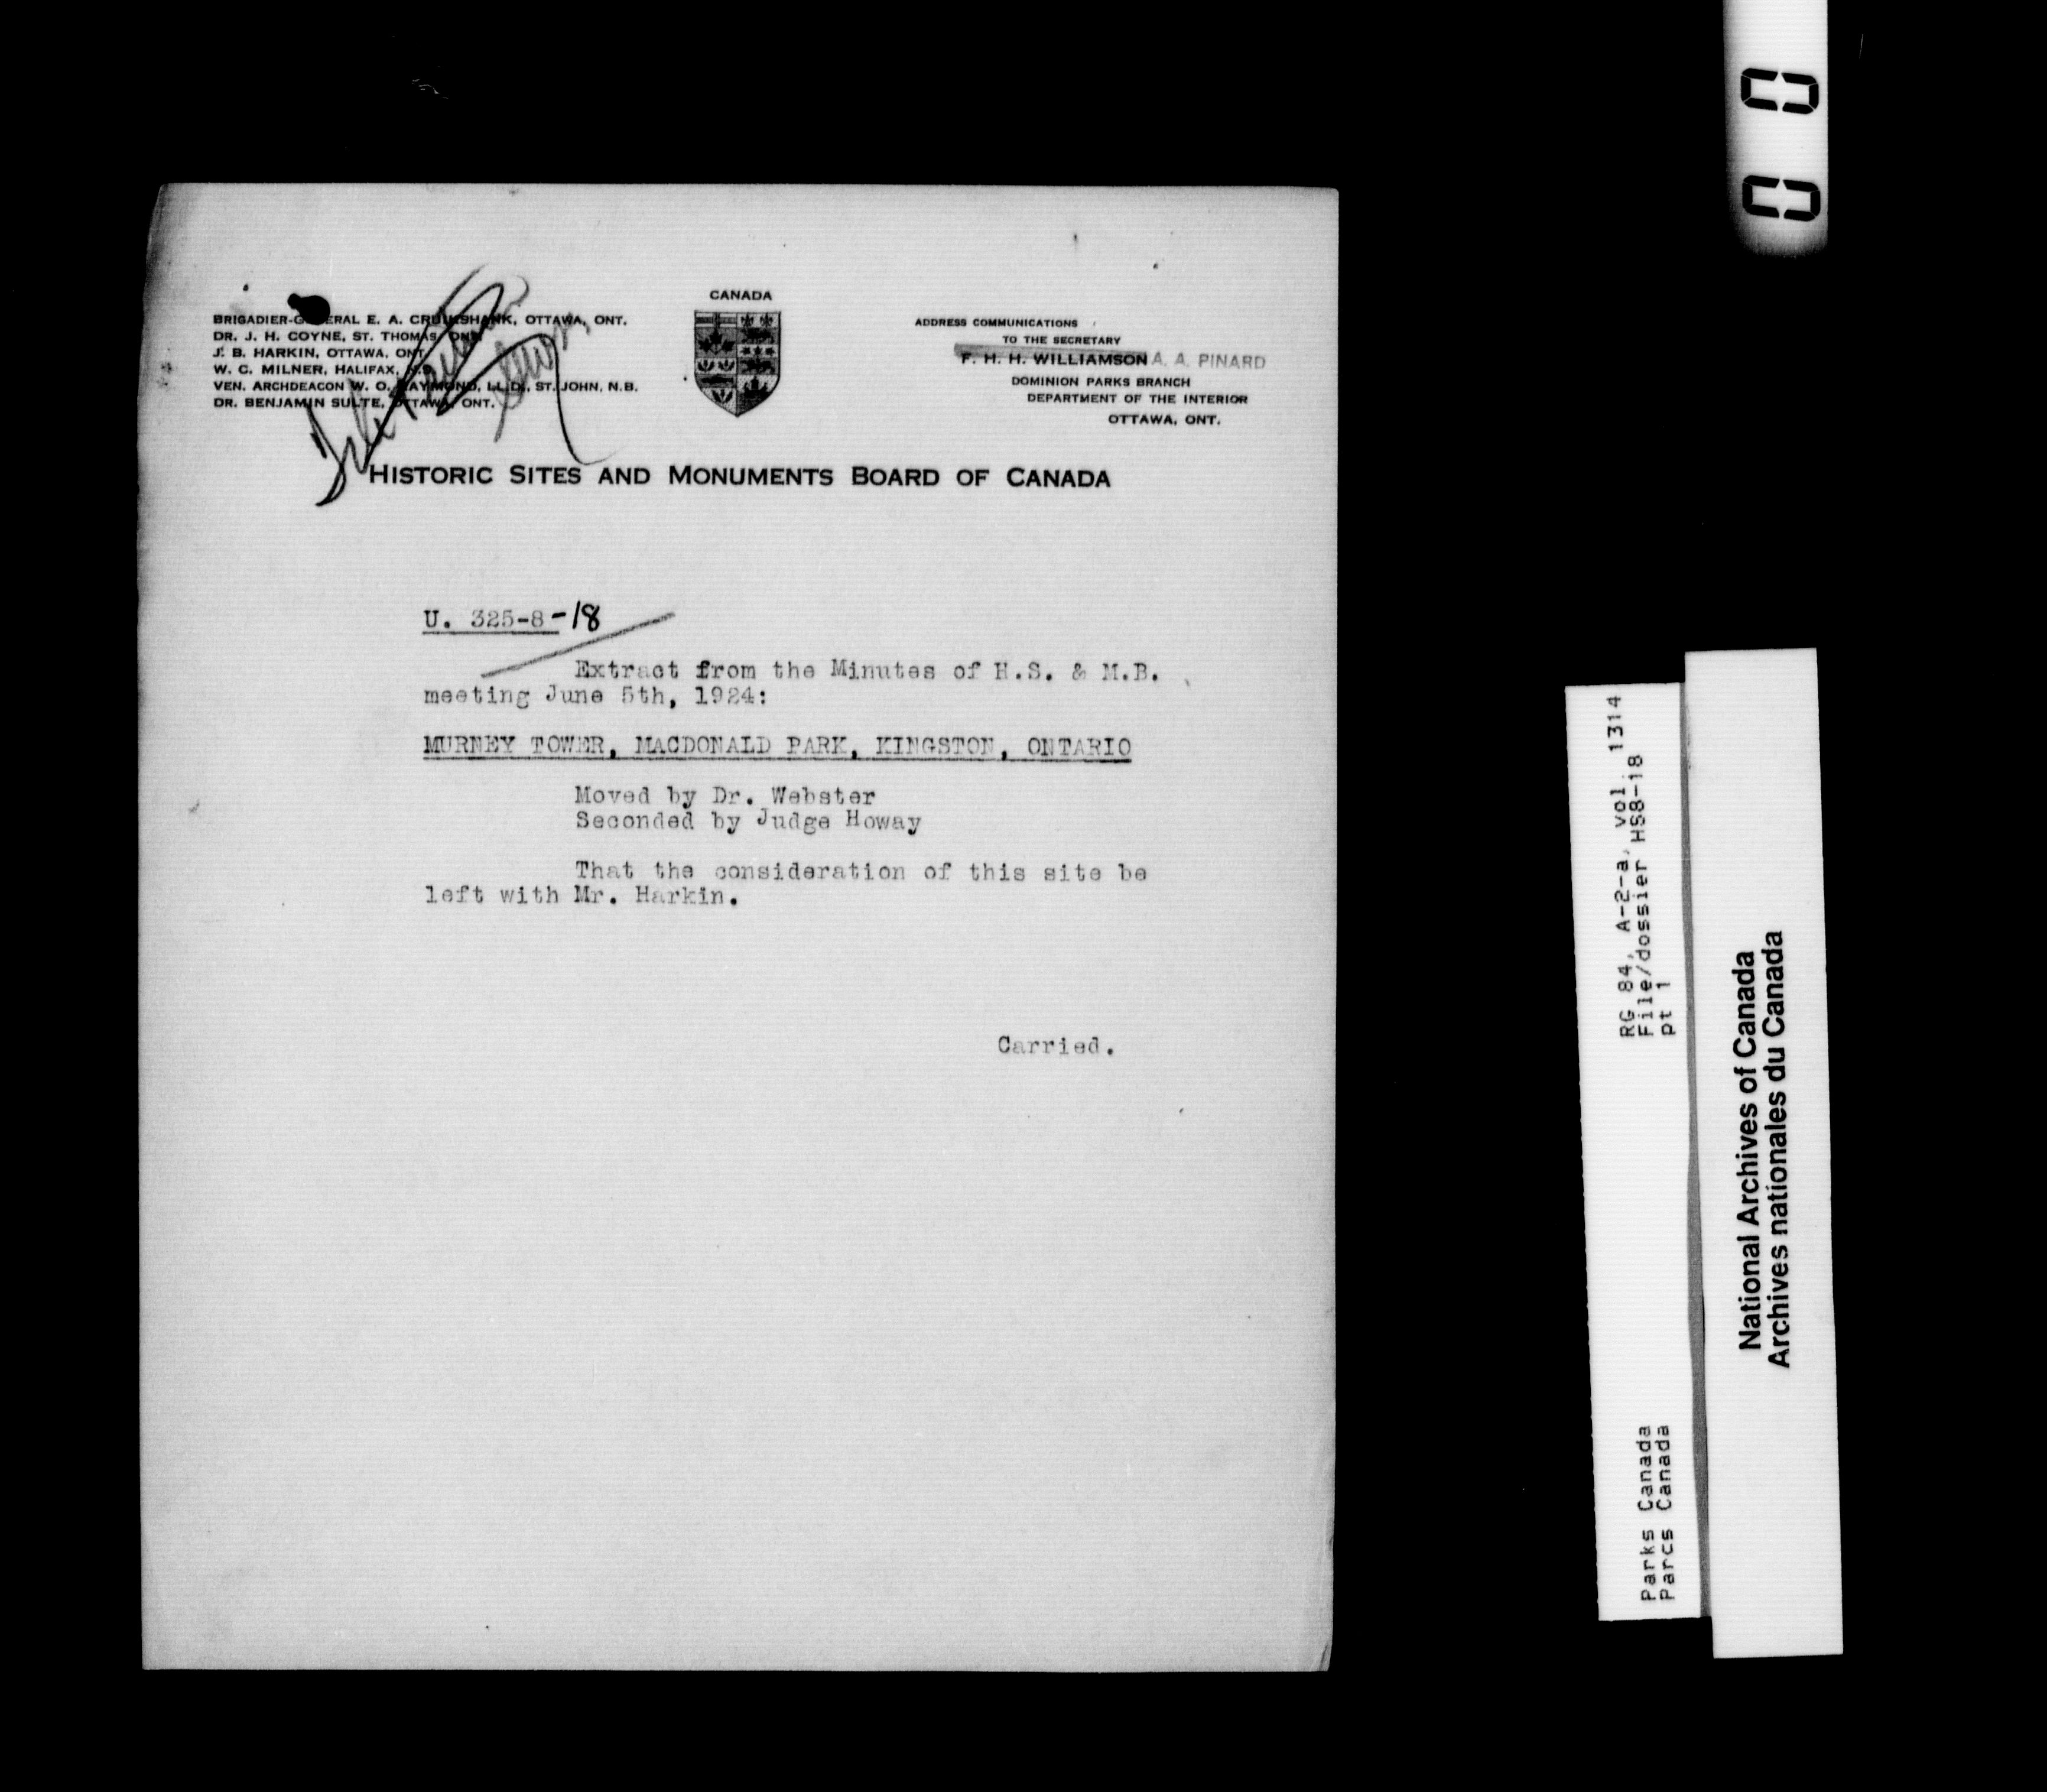 BRIGADIER-GENERAL E. A. CRUIKSHANK, OTTAWA, ONT.
DR. J. H. COYNE, ST. THOMAS, ONT.
J. B. HARKIN, OTTAWA, ONT.
W. C. MILNER, HALIFAX, N.S.
VEN. ARCHDEACON W. O. RAYMOND, LL.D., ST. JOHN, N.B.
DR. BENJAMIN SULTE, OTTAWA, ONT.
CANADA
ADDRESS COMMUNICATIONS
TO THE SECRETARY
F. H. H. WILLIAMSON A. A. PINARD
DOMINION PARKS BRANCH
DEPARTMENT OF THE INTERIOR
OTTAWA, ONT.
HISTORIC SITES AND MONUMENTS BOARD OF CANADA
U. 325-8-18
Extract from the Minutes of H.S. & M.B.
meeting June 5th, 1924:
MURNEY TOWER, MACDONALD PARK, KINGSTON, ONTARIO
Moved by Dr. Webster
Seconded by Judge Howay
That the consideration of this site be
left with Mr. Harkin.
Carried.
RG 84, A-2-a, vol. 1314
File/dossier HS8-18
pt 1
Parks Canada
Parcs Canada
National Archives of Canada
Archives nationales du Canada
0 0